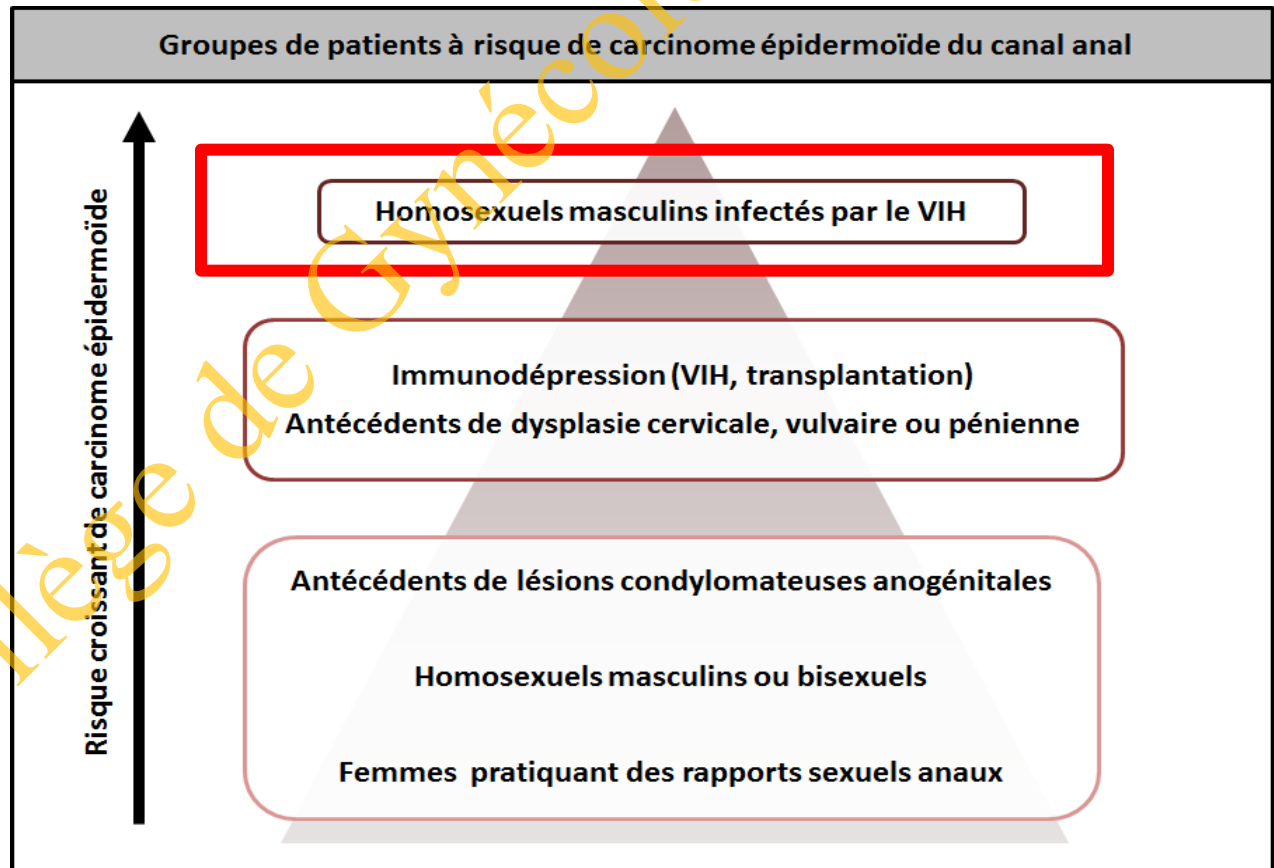 Groupes de patients à risque de carcinome épidermoïde du canal anal
Risque croissant de carcinome épidermoïde
Homosexuels masculins infectés par le VIH
Immunodépression (VIH, transplantation)
Antécédents de dysplasie cervicale, vulvaire ou pénienne
Antécédents de lésions condylomateuses anogénitales
Homosexuels masculins ou bisexuels
Femmes pratiquant des rapports sexuels anaux
de